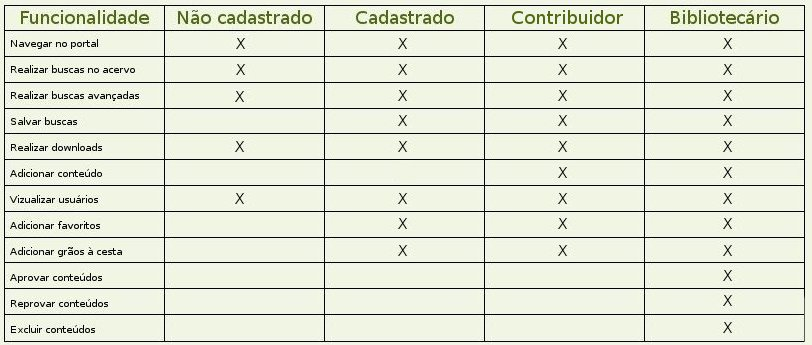 Funcionalidade Não cadastrado Cadastrado Contribuidor Bibliotecário
Navegar no portal X X X X
Realizar buscas no acervo X X X X
Realizar buscas avançadas X X X X
Salvar buscas X X X
Realizar downloads X X X X
Adicionar conteúdo X X
Vizualizar usuários X X X X
Adicionar favoritos X X X
Adicionar grãos à cesta X X X
Aprovar conteúdos X
Reprovar conteúdos X
Excluir conteúdos X